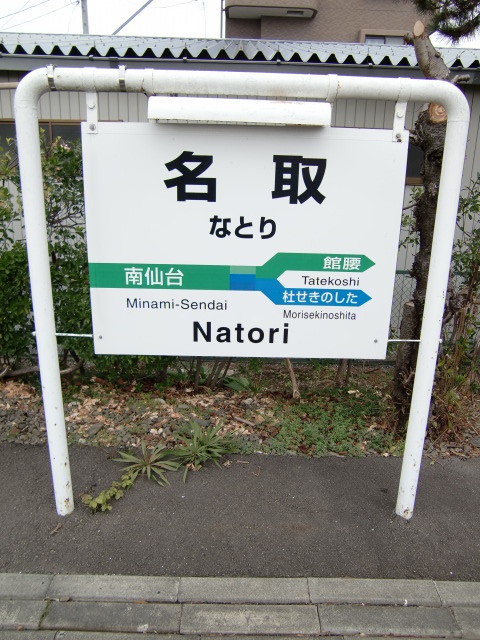 名取
なとり
南仙台
館腰
Tatekoshi
杜せきのした
Minami-Sendai
Morisekinoshita
Natori